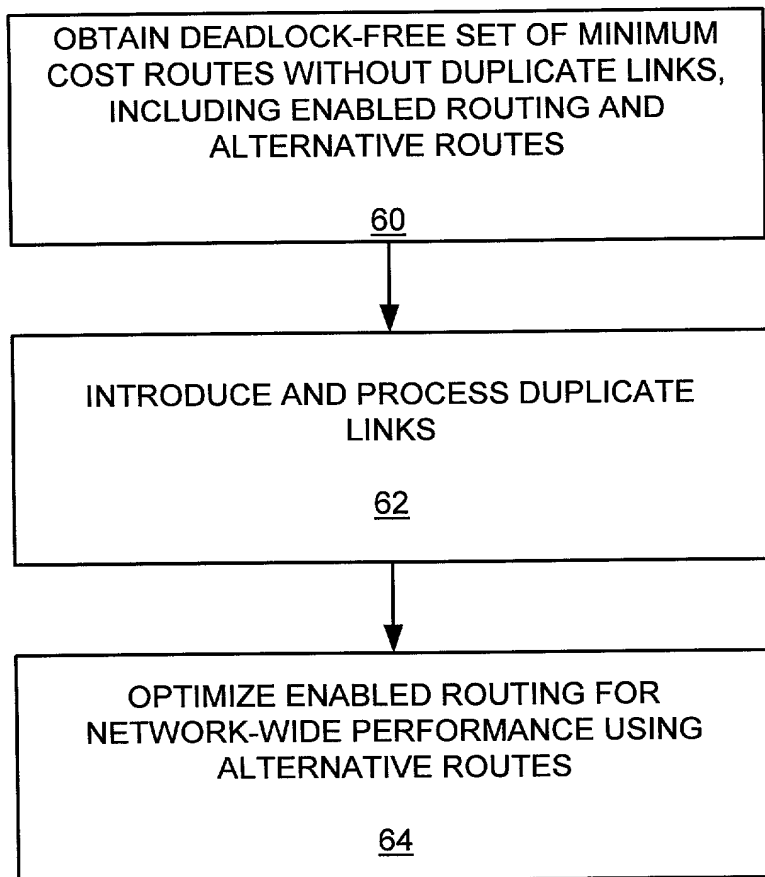 OBTAIN DEADLOCK-FREE SET OF MINIMUM
COST ROUTES WITHOUT DUPLICATE LINKS,
INCLUDING ENABLED ROUTING AND
ALTERNATIVE ROUTES
60
INTRODUCE AND PROCESS DUPLICATE
LINKS
62
OPTIMIZE ENABLED ROUTING FOR
NETWORK-WIDE PERFORMANCE USING
ALTERNATIVE ROUTES
64